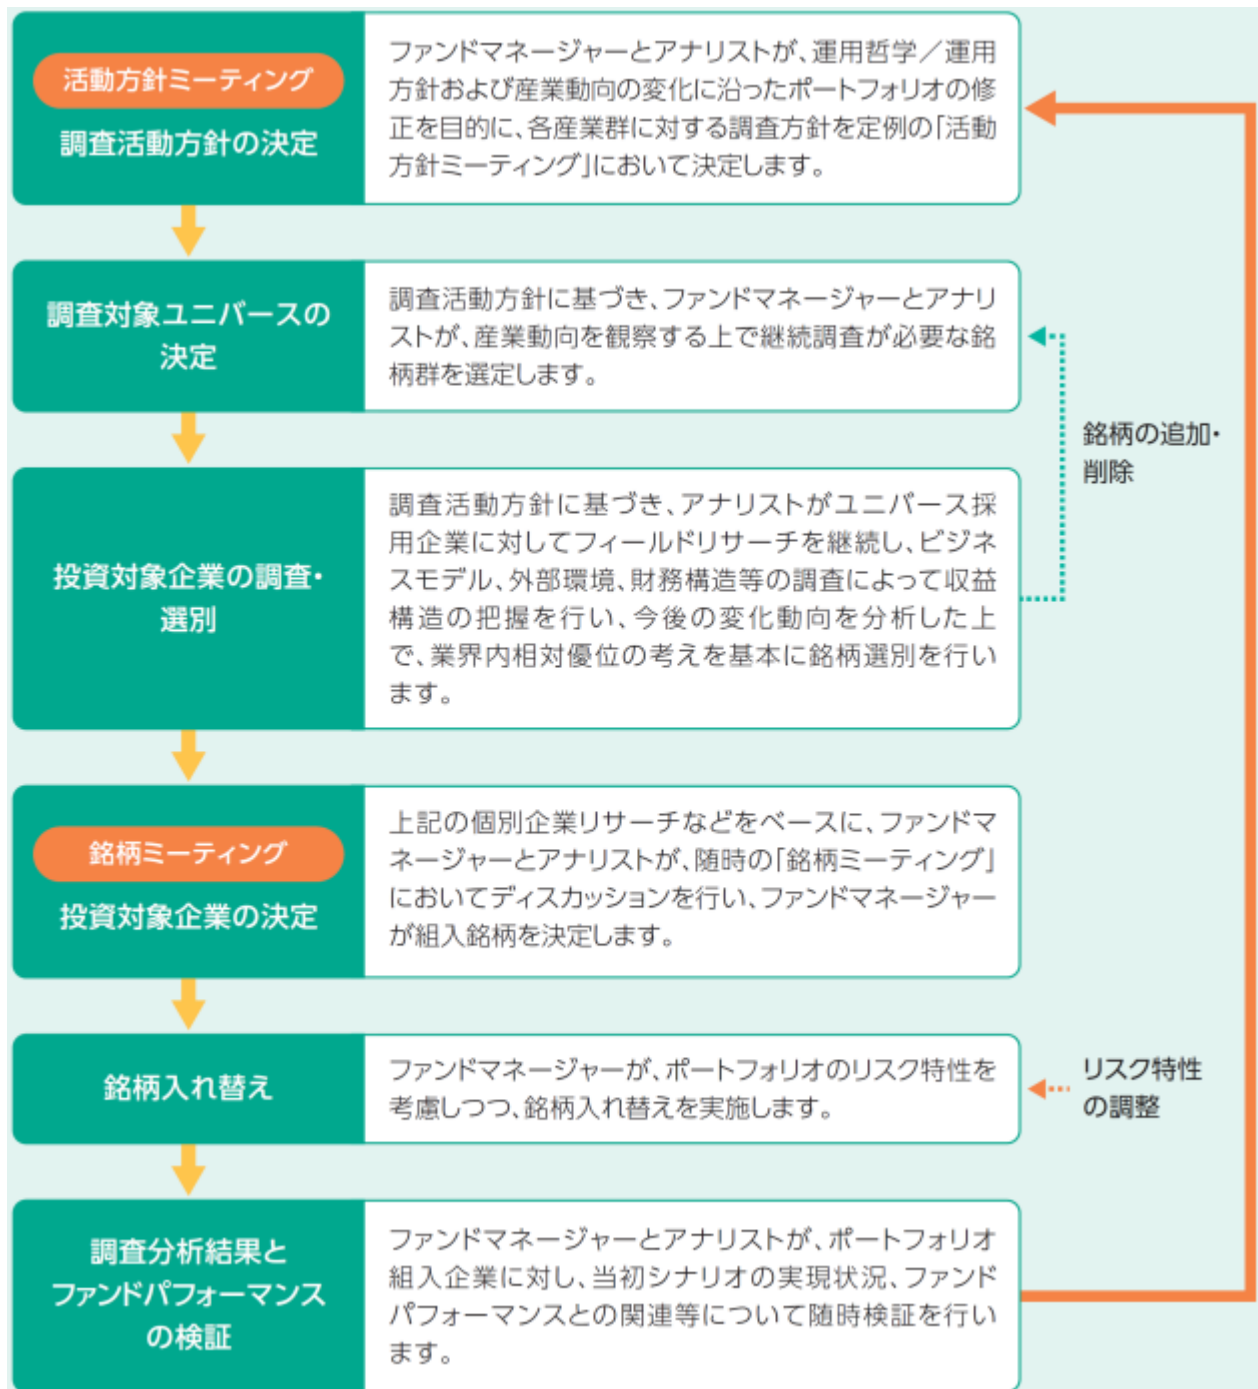 活動方針ミーティング
調査活動方針の決定
ファンドマネージャーとアナリストが、運用哲学／運用
方針および産業動向の変化に沿ったポートフォリオの修
正を目的に、各産業群に対する調査方針を定例の「活動
方針ミーティング」において決定します。
調査対象ユニバースの
決定
調査活動方針に基づき、ファンドマネージャーとアナリ
ストが、産業動向を観察する上で継続調査が必要な銘
柄群を選定します。
銘柄の追加・
削除
投資対象企業の調査・
選別
調査活動方針に基づき、アナリストがユニバース採
用企業に対してフィールドリサーチを継続し、ビジネ
スモデル、外部環境、財務構造等の調査によって収益
構造の把握を行い、今後の変化動向を分析した上
で、業界内相対優位の考えを基本に銘柄選別を行い
ます。
銘柄ミーティング
投資対象企業の決定
上記の個別企業リサーチなどをベースに、ファンドマ
ネージャーとアナリストが、随時の「銘柄ミーティング」
においてディスカッションを行い、ファンドマネージャー
が組入銘柄を決定します。
銘柄入れ替え
ファンドマネージャーが、ポートフォリオのリスク特性を
考慮しつつ、銘柄入れ替えを実施します。
リスク特性
の調整
調査分析結果と
ファンドパフォーマンス
の検証
ファンドマネージャーとアナリストが、ポートフォリオ
組入企業に対し、当初シナリオの実現状況、ファンド
パフォーマンスとの関連等について随時検証を行い
ます。